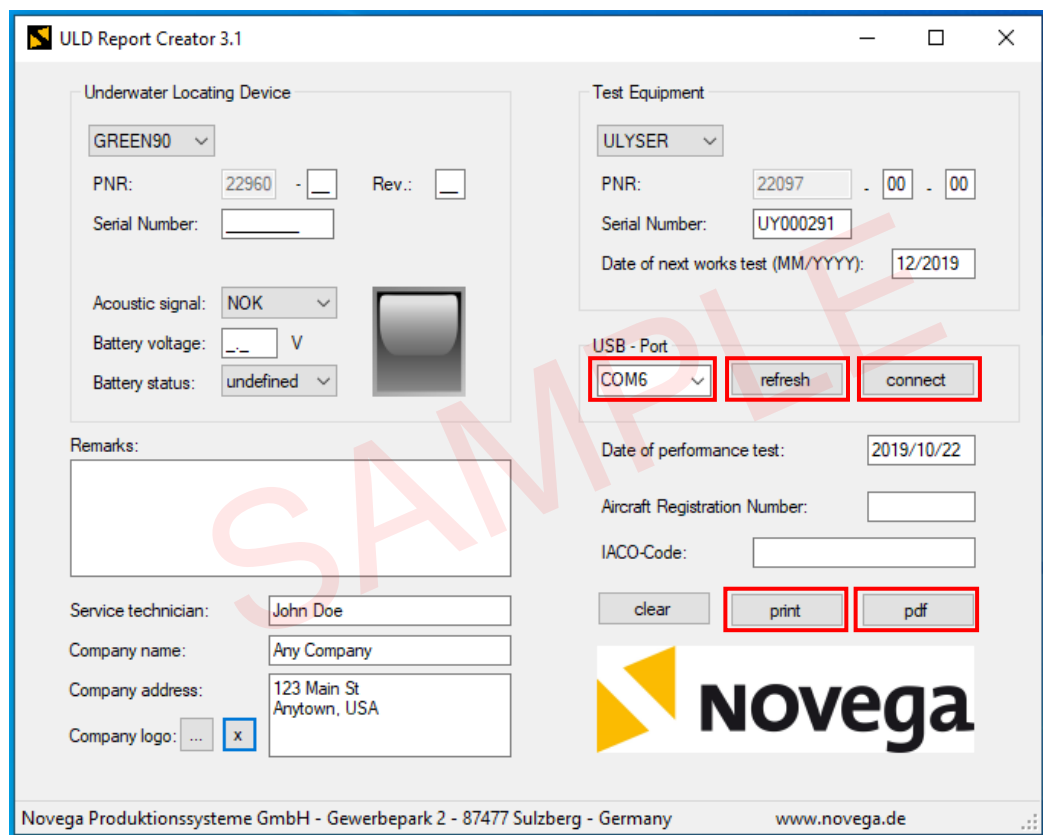 ULD Report Creator 3.1
Underwater Locating Device
GREEN90
PNR: 22960 - __ Rev.: __
Serial Number: ________
Acoustic signal: NOK
Battery voltage: _._ V
Battery status: undefined
Remarks:
Service technician: John Doe
Company name: Any Company
Company address: 123 Main St
Anytown, USA
Company logo: ... x
Test Equipment
ULYSER
PNR: 22097 - 00 - 00
Serial Number: UY000291
Date of next works test (MM/YYYY): 12/2019
USB - Port
COM6 refresh connect
Date of performance test: 2019/10/22
Aircraft Registration Number:
IACO-Code:
clear print pdf
NOVega
SAMPLE
Novega Produktionssysteme GmbH - Gewerbepark 2 - 87477 Sulzberg - Germany www.novega.de